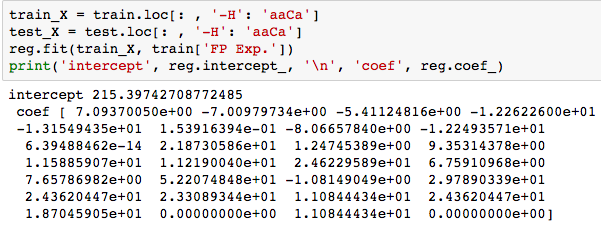 train_X = train.loc[: , '-H': 'aaCa']
test_X = test.loc[: , '-H': 'aaCa']
reg.fit(train_X, train['FP Exp.'])
print('intercept', reg.intercept_, '\n', 'coef', reg.coef_)
intercept 215.39742708772485
coef [ 7.09370050e+00 -7.00979734e+00 -5.41124816e+00 -1.22622600e+01
-1.31549435e+01 1.53916394e-01 -8.06657840e+00 -1.22493571e+01
6.39488462e-14 2.18730586e+01 1.24745389e+00 9.35314378e+00
1.15885907e+01 1.12190040e+01 2.46229589e+01 6.75910968e+00
7.65786982e+00 5.22074848e-01 -1.08149049e+01 2.97890339e+01
2.43620447e+01 2.33089344e+01 1.10844434e+01 2.43620447e+01
1.87045905e+01 0.00000000e+00 1.10844434e+01 0.00000000e+00]